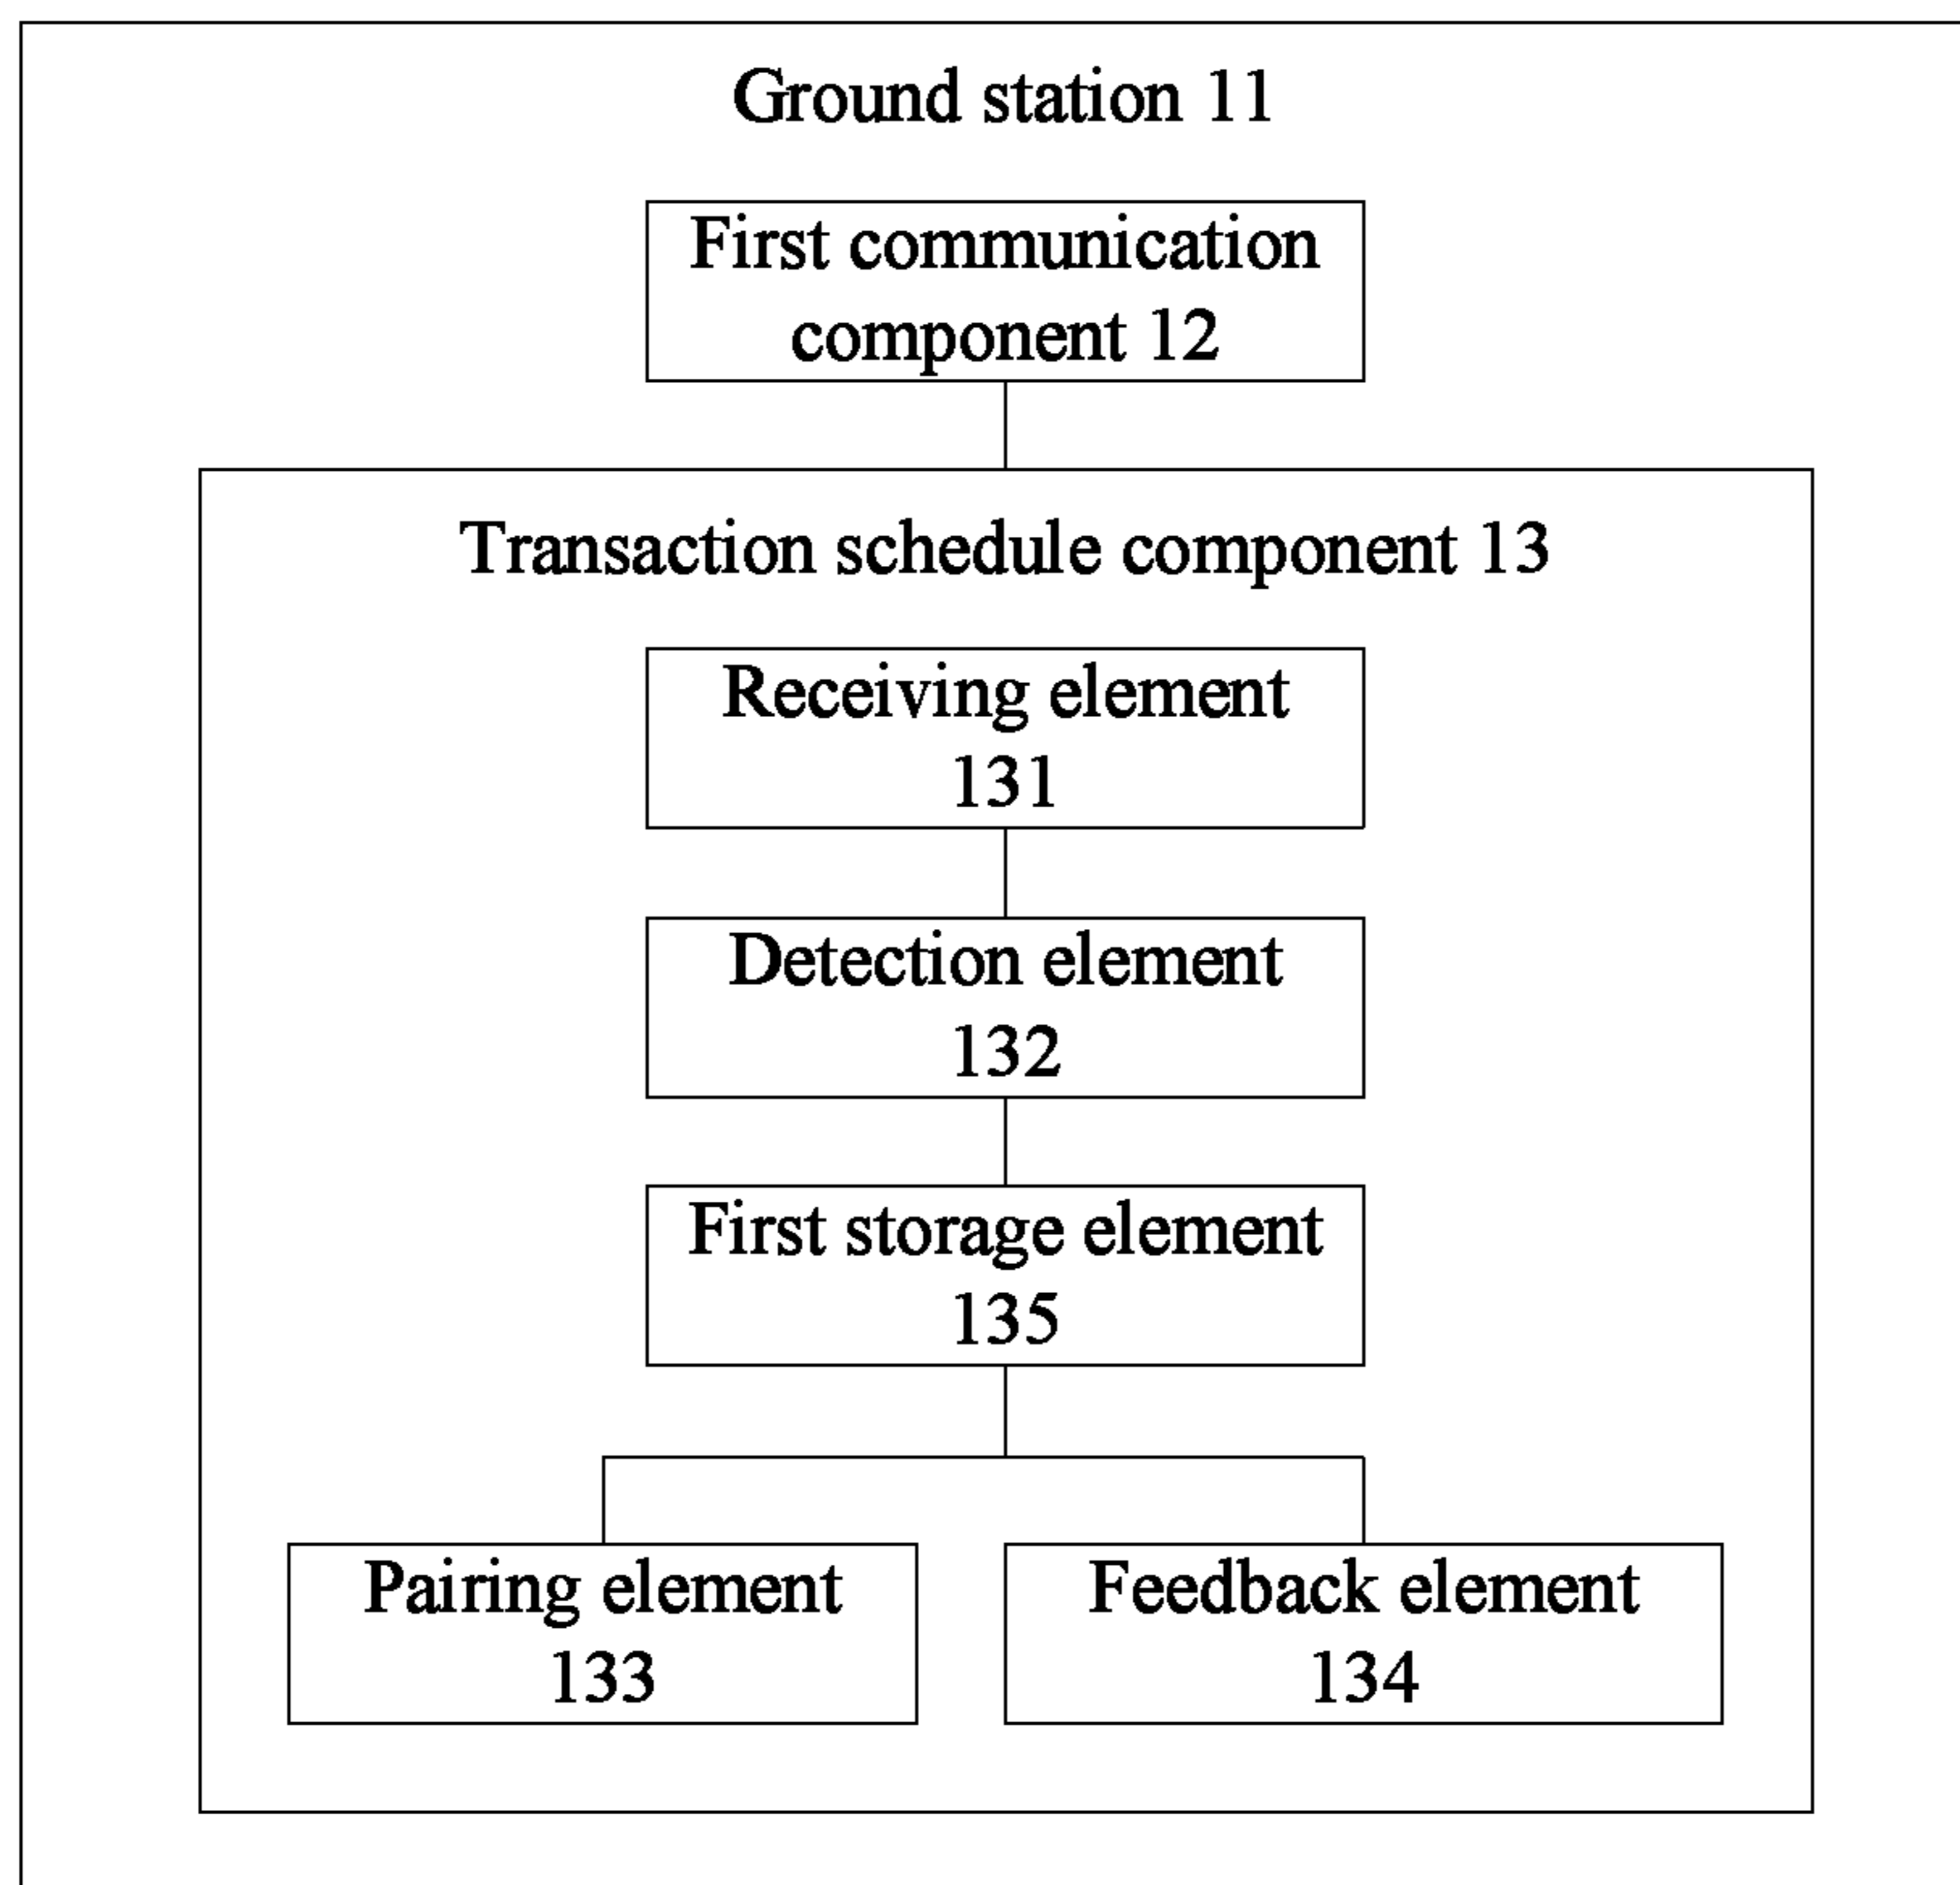 Ground station 11
First communication
component 12
Transaction schedule component 13
Receiving element
131
Detection element
132
First storage element
135
Pairing element
133
Feedback element
134